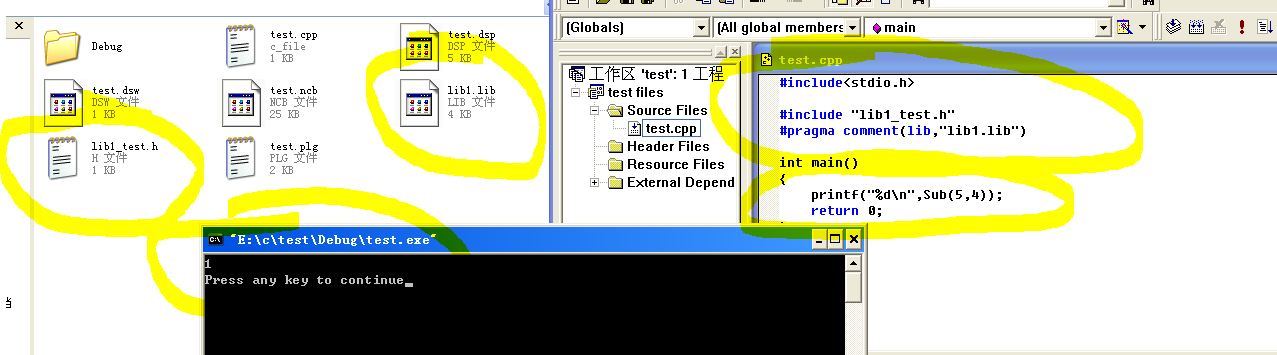 Debug
test.cpp
c_file
1 KB
test.dsp
DSP 文件
5 KB
test.dsw
DSW 文件
1 KB
test.ncb
NCB 文件
25 KB
lib1.lib
LIB 文件
4 KB
lib1_test.h
H 文件
1 KB
test.plg
PLG 文件
2 KB
(Globals)
(All global members
main
工作区 'test': 1 工程
test files
Source Files
test.cpp
Header Files
Resource Files
External Depend
test.cpp
#include<stdio.h>
#include "lib1_test.h"
#pragma comment(lib,"lib1.lib")
int main()
{
printf("%d\n",Sub(5,4));
return 0;
"E:\c\test\Debug\test.exe"
1
Press any key to continue_